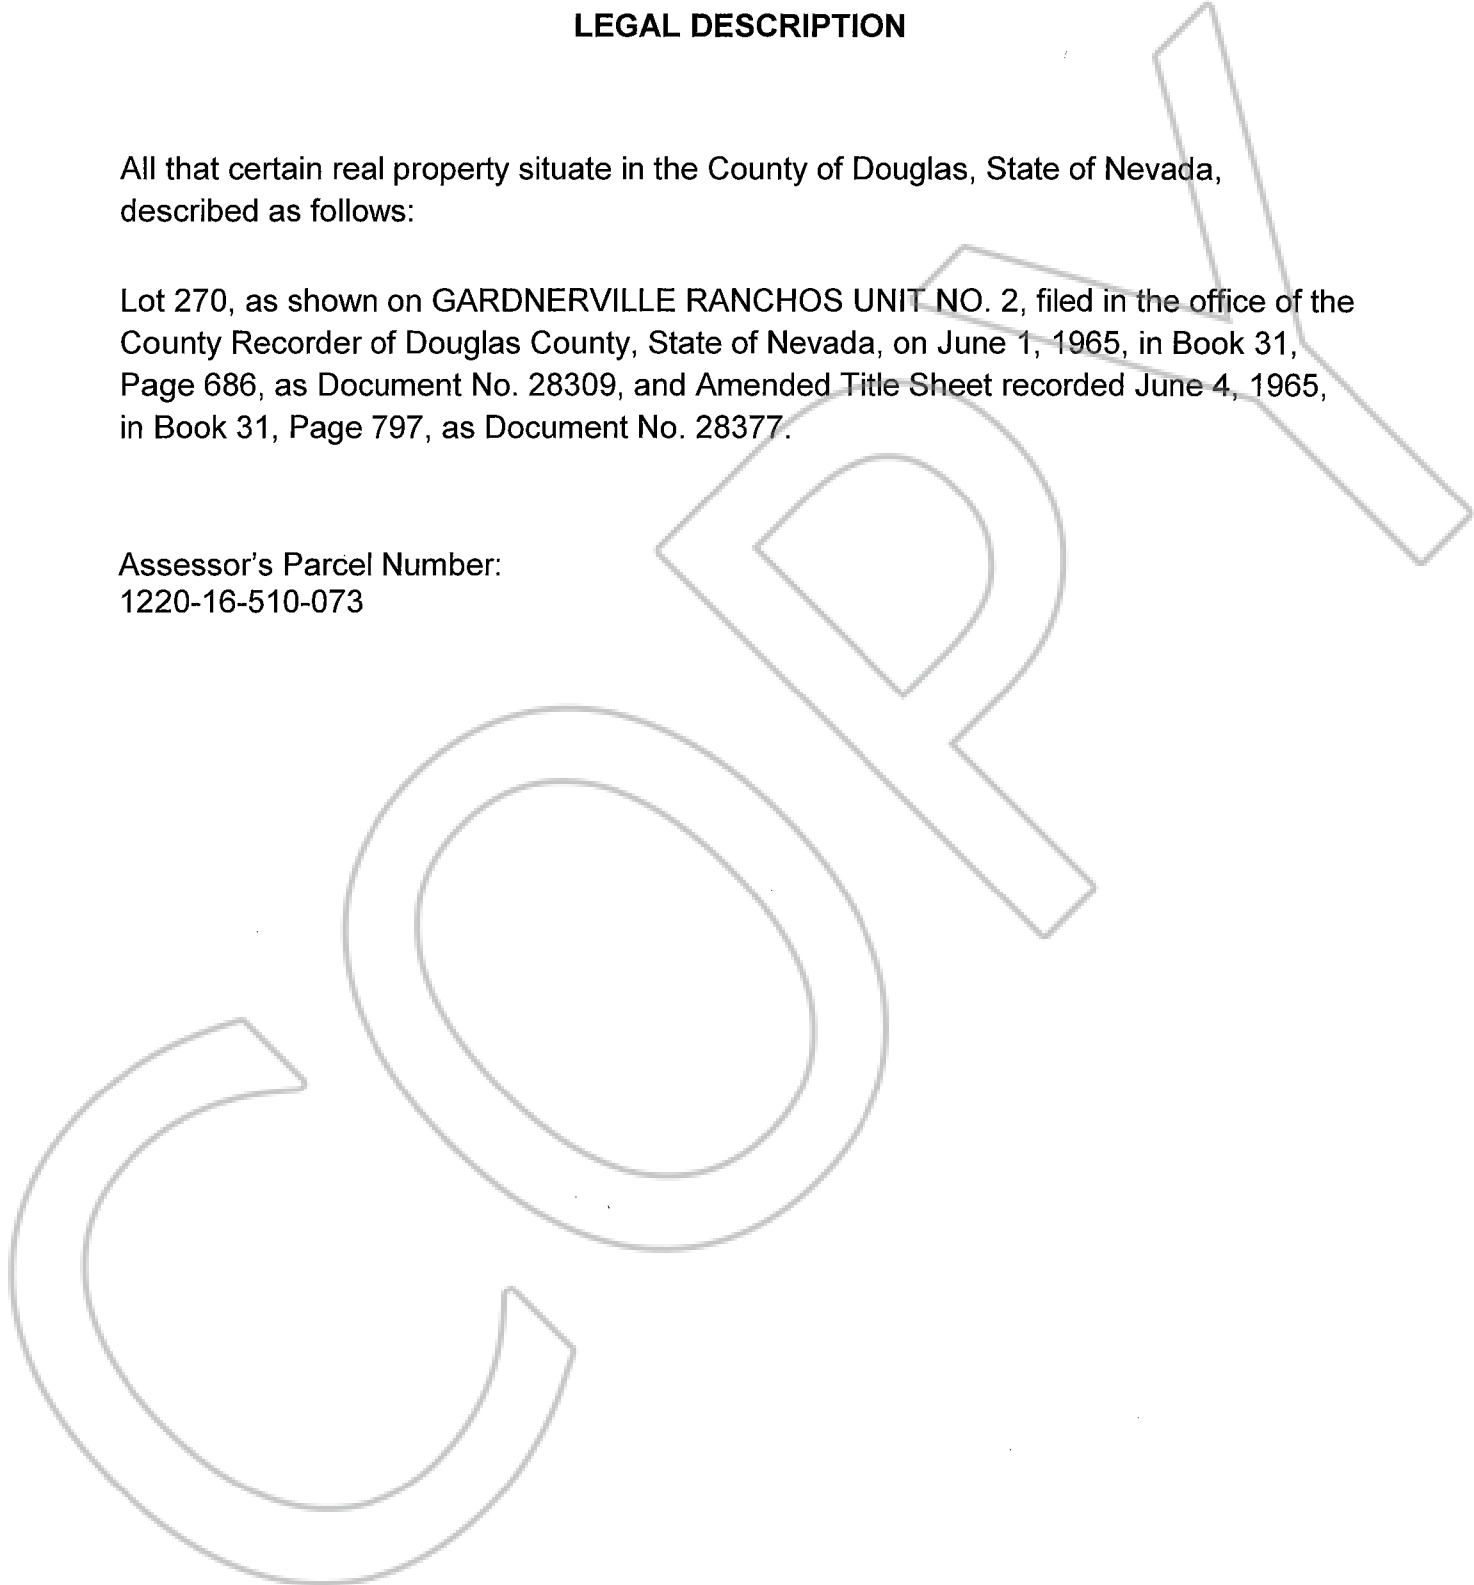 LEGAL DESCRIPTION
All that certain real property situate in the County of Douglas, State of Nevada,
described as follows:
Lot 270, as shown on GARDNERVILLE RANCHOS UNIT NO. 2, filed in the office of the
County Recorder of Douglas County, State of Nevada, on June 1, 1965, in Book 31,
Page 686, as Document No. 28309, and Amended Title Sheet recorded June 4, 1965,
in Book 31, Page 797, as Document No. 28377.
Assessor's Parcel Number:
1220-16-510-073
COPY